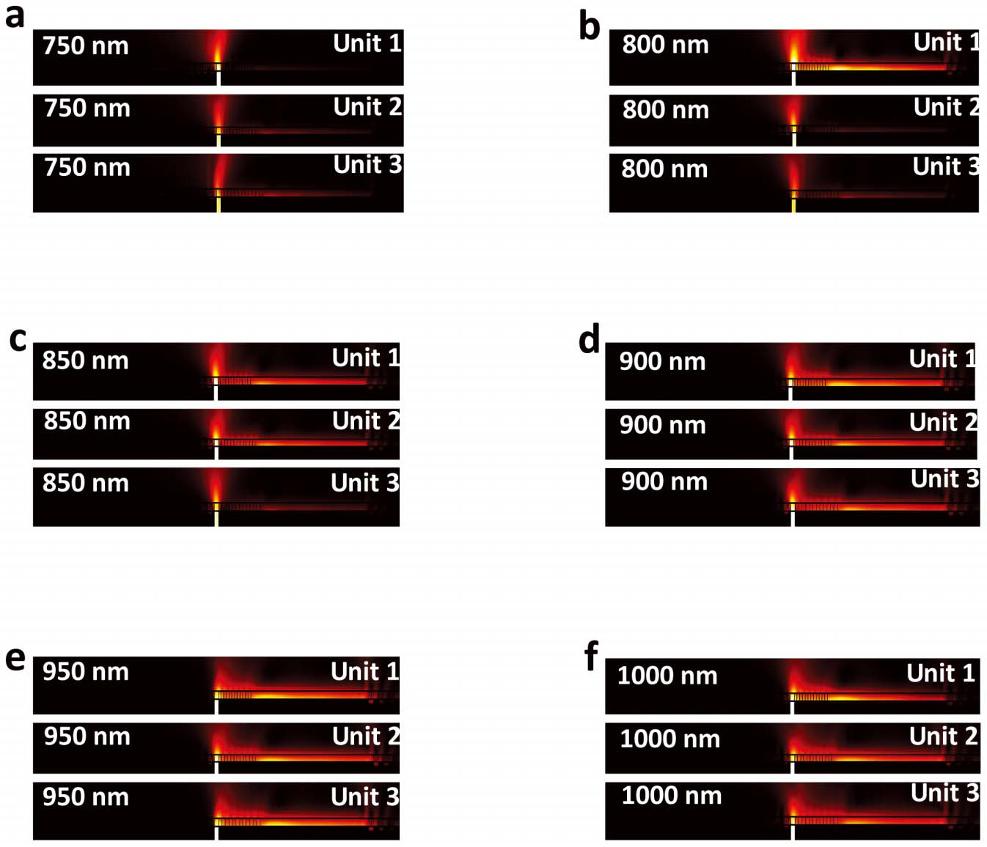 a
750 nm Unit 1
750 nm Unit 2
750 nm Unit 3
b
800 nm Unit 1
800 nm Unit 2
800 nm Unit 3
c
850 nm Unit 1
850 nm Unit 2
850 nm Unit 3
d
900 nm Unit 1
900 nm Unit 2
900 nm Unit 3
e
950 nm Unit 1
950 nm Unit 2
950 nm Unit 3
f
1000 nm Unit 1
1000 nm Unit 2
1000 nm Unit 3